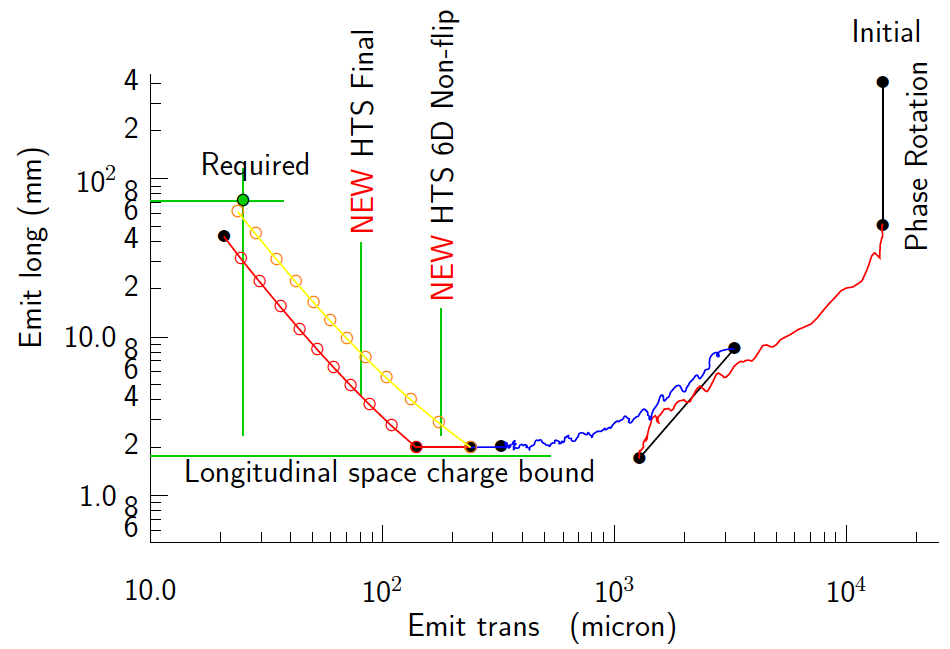 Initial
Phase Rotation
NEW HTS Final
NEW HTS 6D Non-flip
Required
Emit long (mm)
4
2
10²
8
6
4
2
10.0
8
6
4
2
1.0
8
6
Longitudinal space charge bound
10.0 10² 10³ 10⁴
Emit trans (micron)